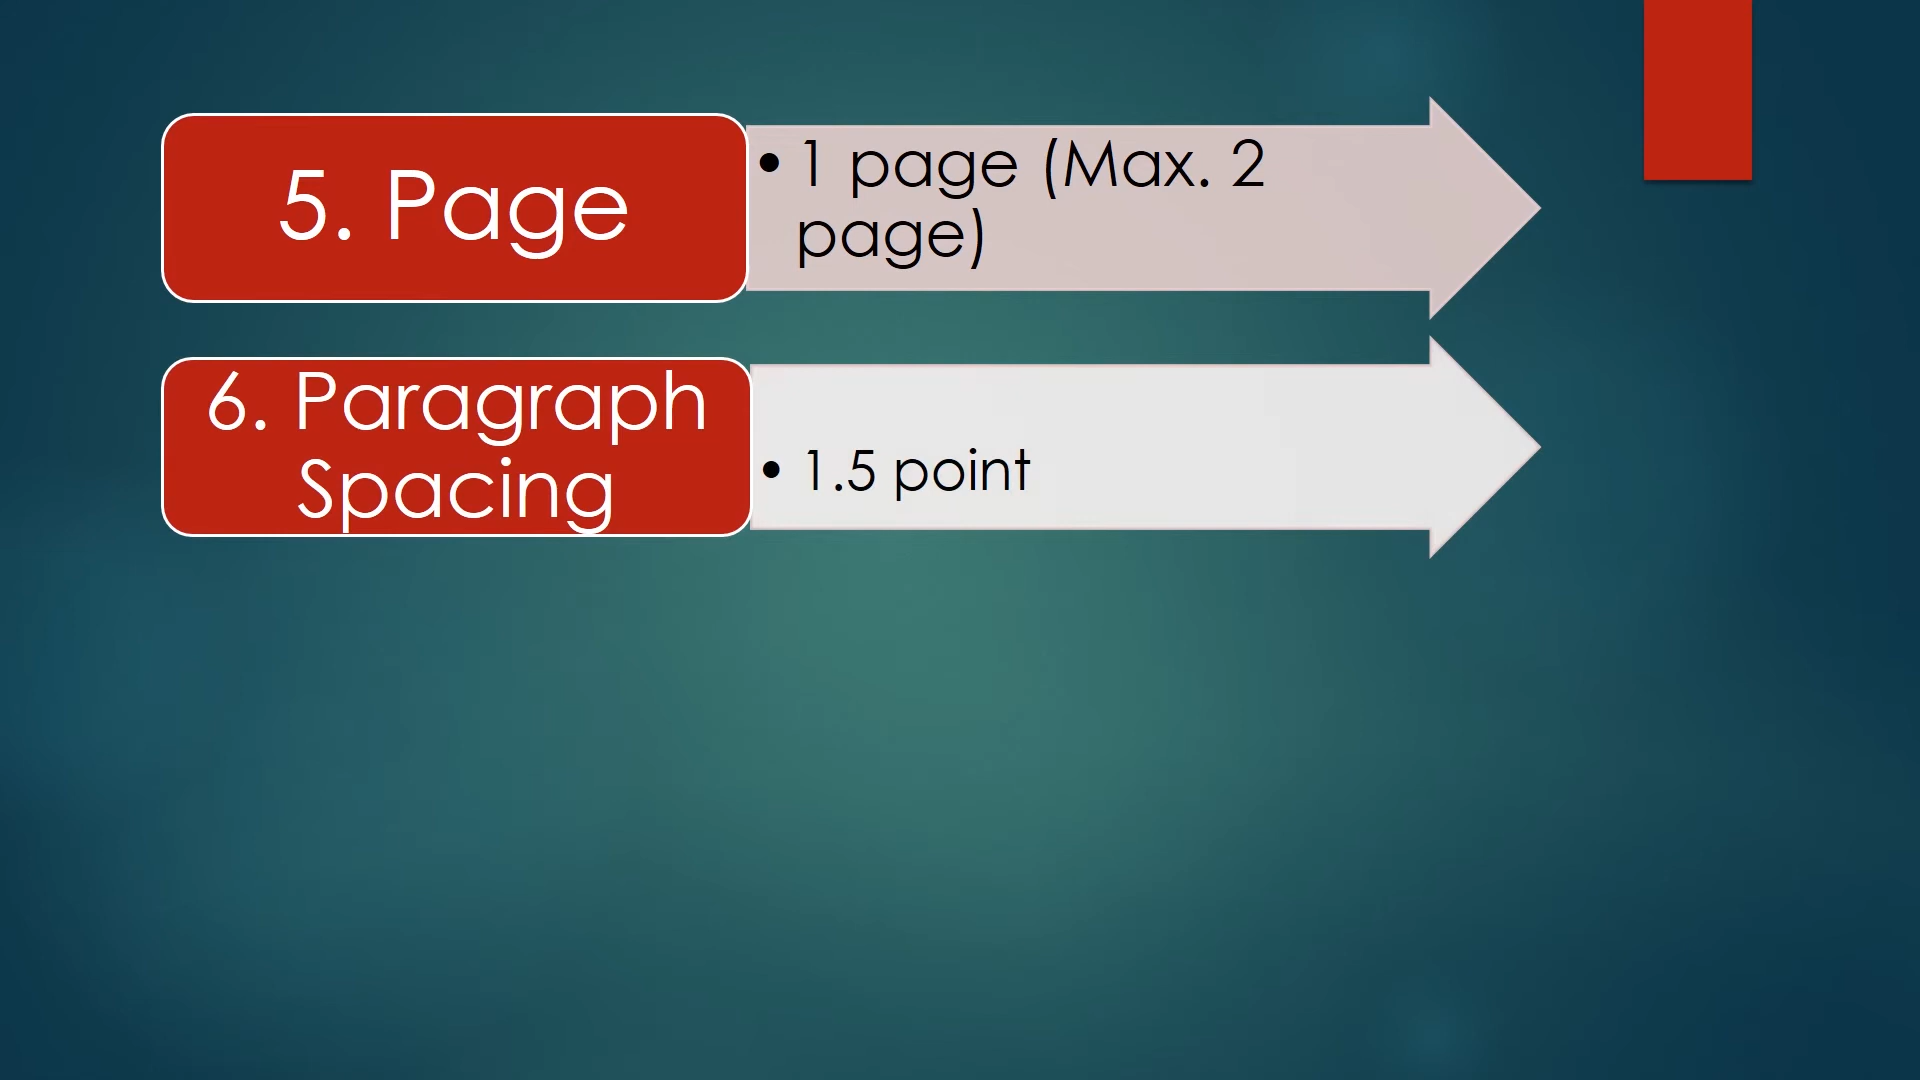 5. Page
• 1 page (Max. 2
page)
6. Paragraph
Spacing
• 1.5 point